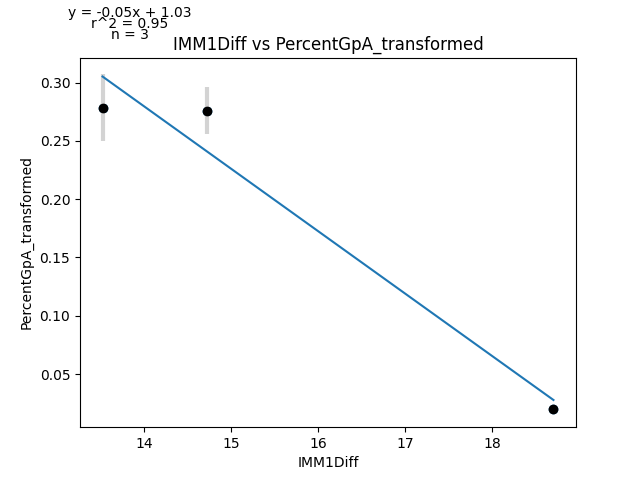 y = -0.05x + 1.03
r^2 = 0.95
n = 3
IMM1Diff vs PercentGpA_transformed
0.30
0.25
0.20
0.15
0.10
0.05
PercentGpA_transformed
14 15 16 17 18
IMM1Diff